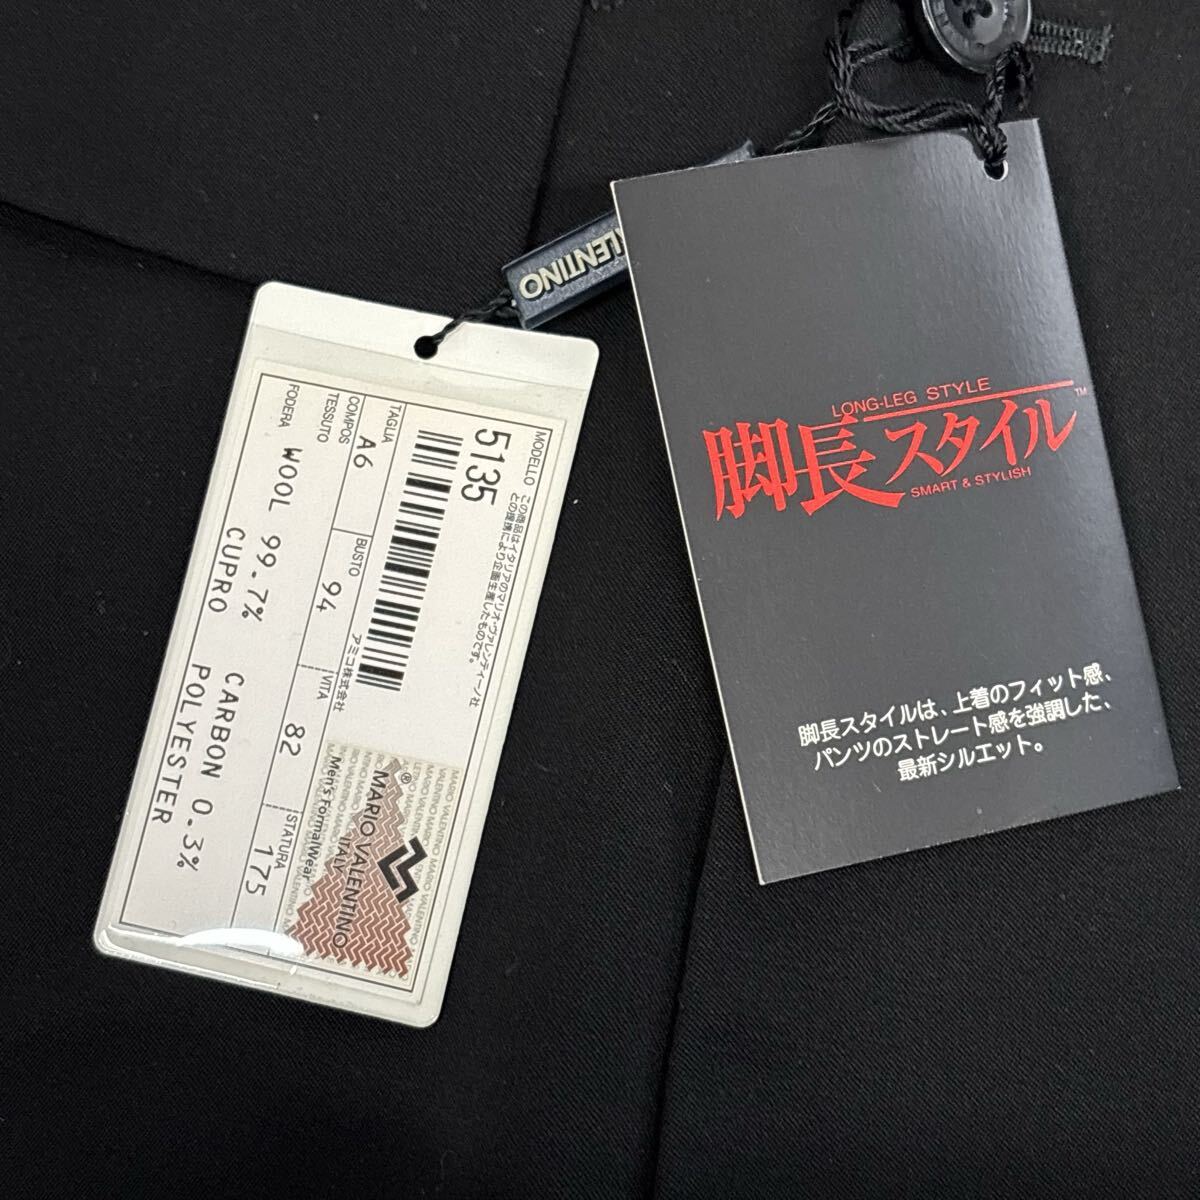 VALENTINO
MODELLO
5135
この商品はイタリアのマリオ・ヴァレンティーノ社
との提携により企画生産したものです。
アミコ株式会社
TAGLIA
A6
BUSTO
94
VITA
82
STATURA
175
COMPOS
TESSUTO
WOOL 99.7% CARBON 0.3%
FODERA
CUPRO POLYESTER
MARIO VALENTINO
ITALY
Men's Formal Wear
LONG-LEG STYLE
脚長スタイル™
SMART & STYLISH
脚長スタイルは、上着のフィット感、
パンツのストレート感を強調した、
最新シルエット。